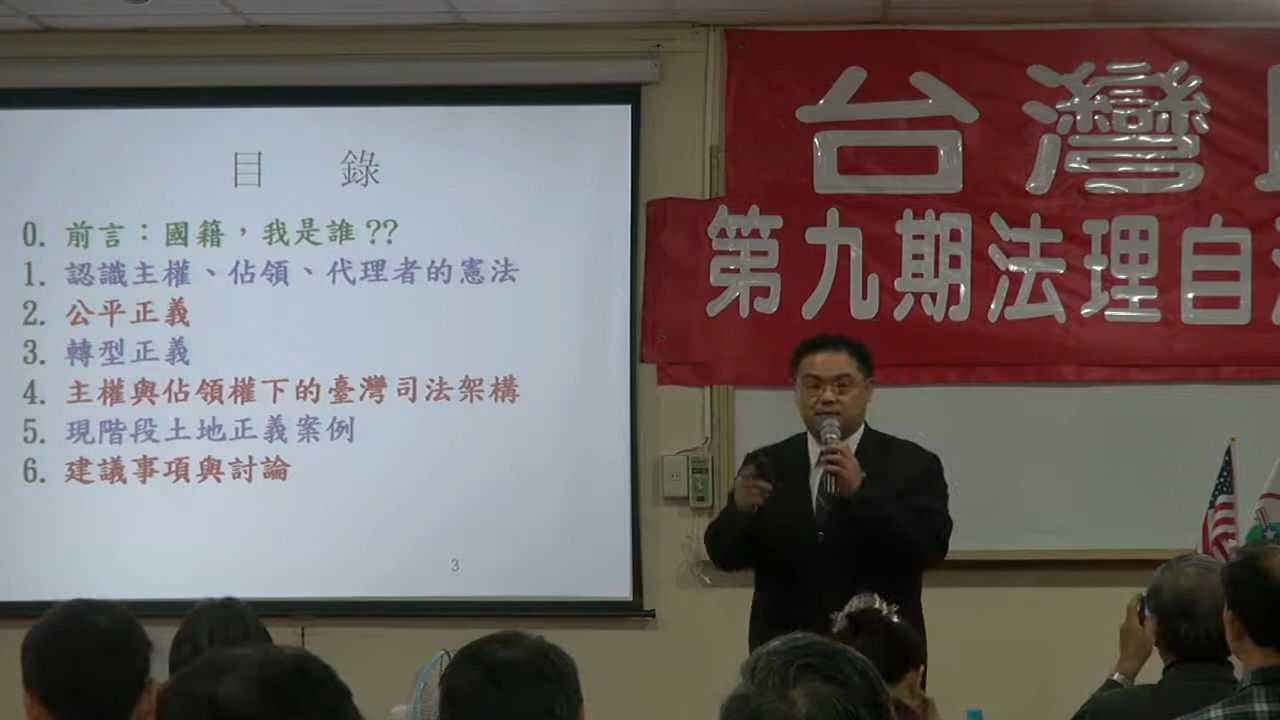 目 錄
0. 前言：國籍，我是誰??
1. 認識主權、佔領、代理者的憲法
2. 公平正義
3. 轉型正義
4. 主權與佔領權下的臺灣司法架構
5. 現階段土地正義案例
6. 建議事項與討論
3
台灣
第九期法理自